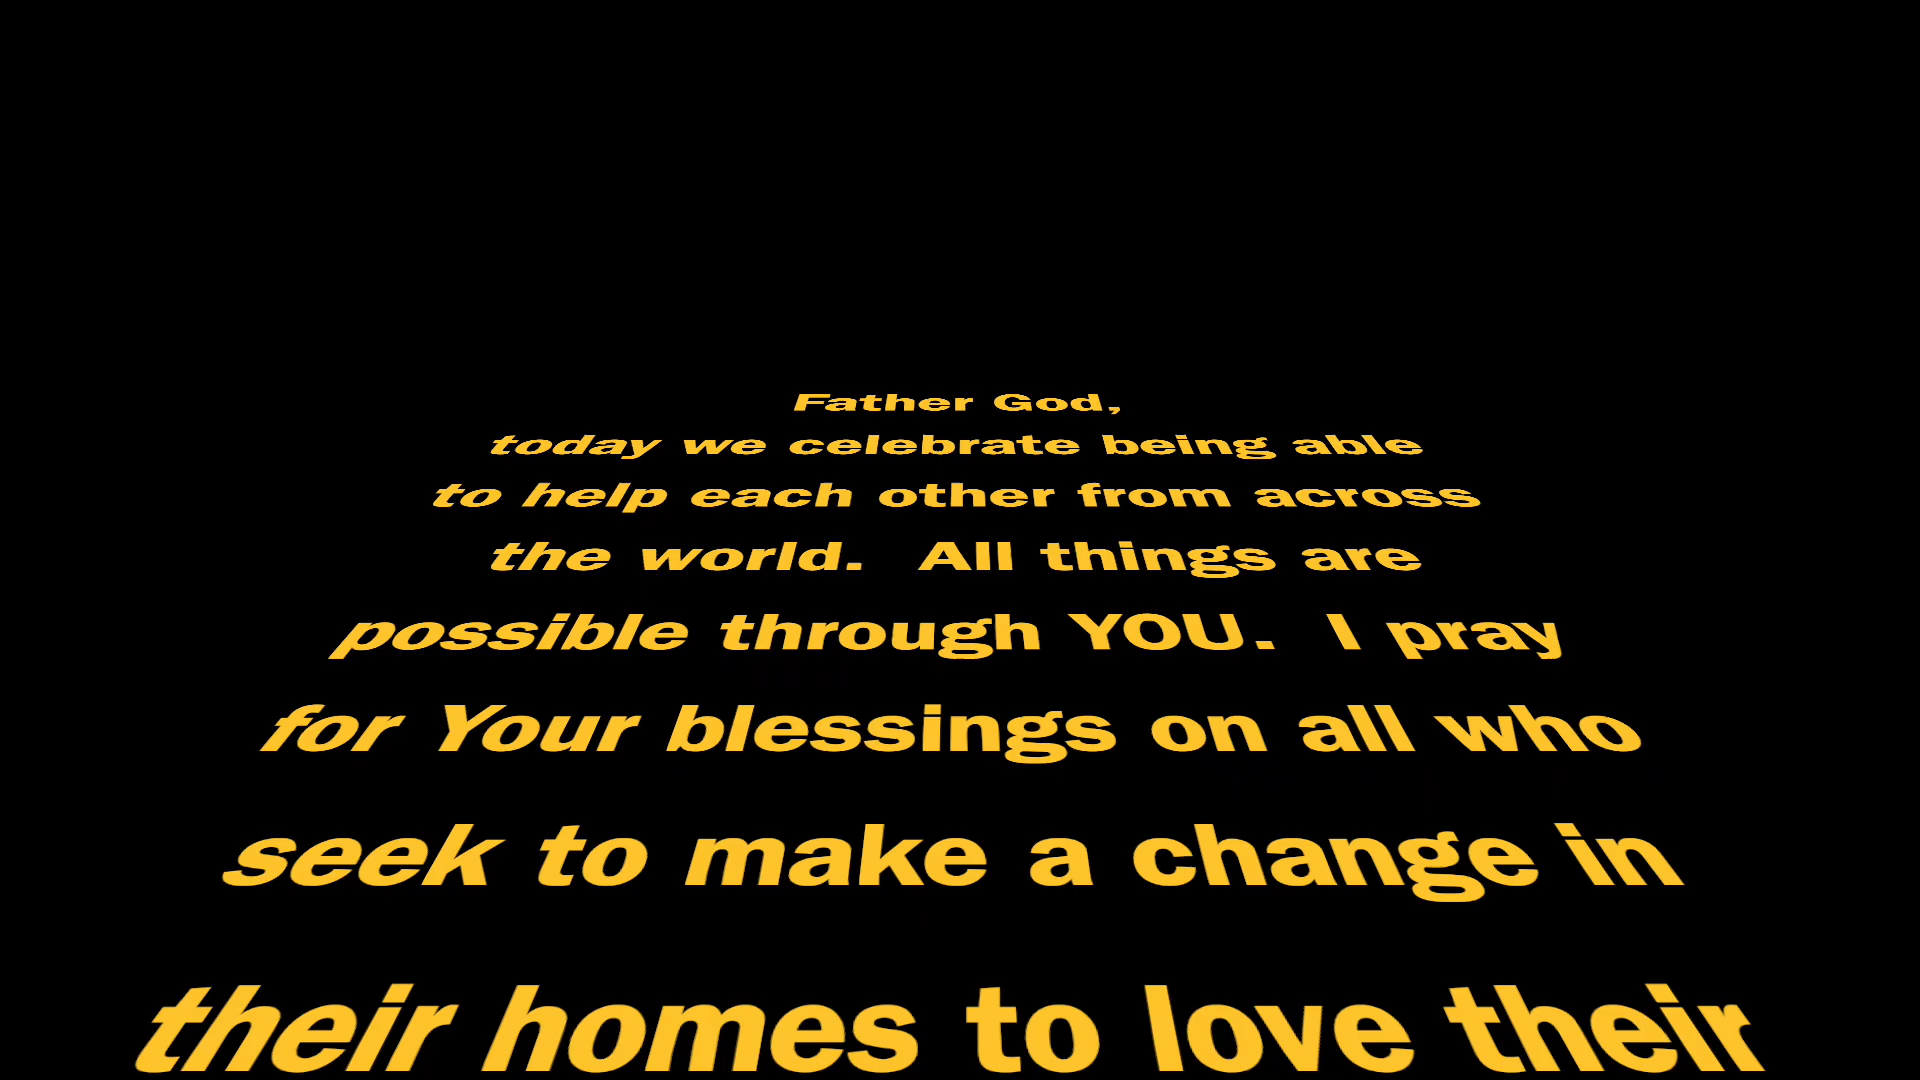 Father God,
today we celebrate being able
to help each other from across
the world.  All things are
possible through YOU.  I pray
for Your blessings on all who
seek to make a change in
their homes to love their